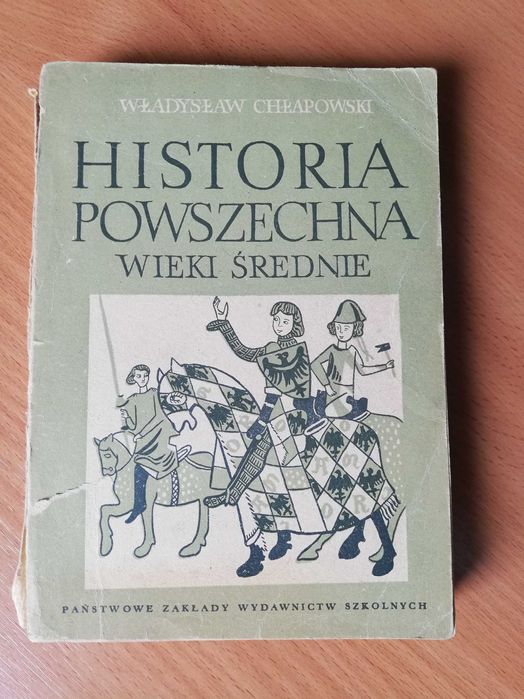 WŁADYSŁAW CHŁAPOWSKI
HISTORIA
POWSZECHNA
WIEKI ŚREDNIE
PAŃSTWOWE ZAKŁADY WYDAWNICTW SZKOLNYCH